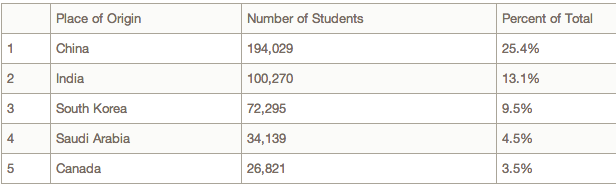 Place of Origin Number of Students Percent of Total
1 China 194,029 25.4%
2 India 100,270 13.1%
3 South Korea 72,295 9.5%
4 Saudi Arabia 34,139 4.5%
5 Canada 26,821 3.5%